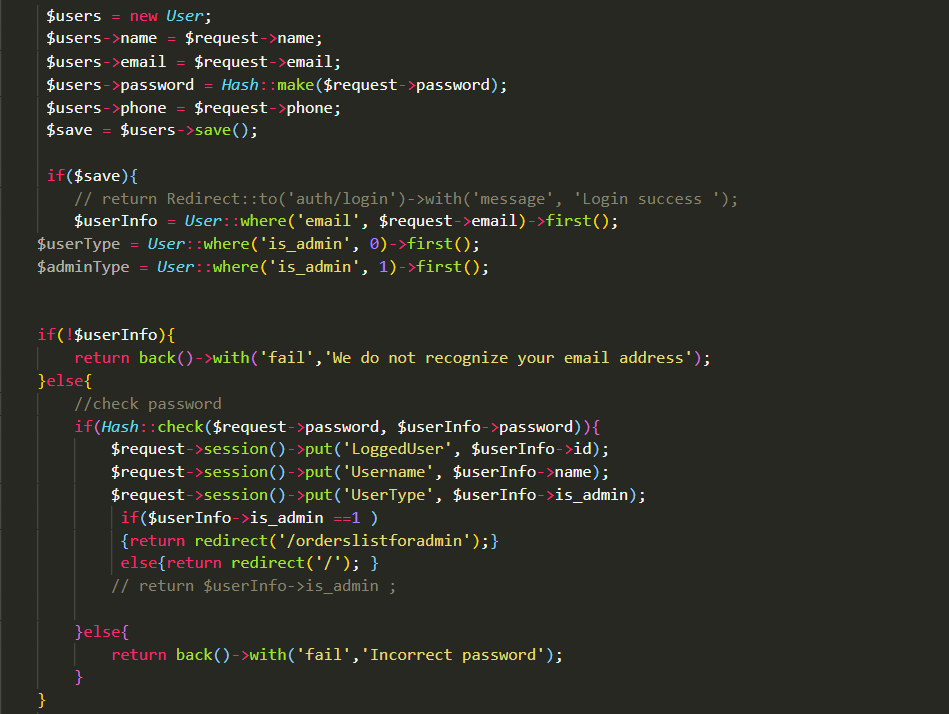 $users = new User;
$users->name = $request->name;
$users->email = $request->email;
$users->password = Hash::make($request->password);
$users->phone = $request->phone;
$save = $users->save();
if($save){
// return Redirect::to('auth/login')->with('message', 'Login success ');
$userInfo = User::where('email', $request->email)->first();
$userType = User::where('is_admin', 0)->first();
$adminType = User::where('is_admin', 1)->first();
if(!$userInfo){
return back()->with('fail','We do not recognize your email address');
}else{
//check password
if(Hash::check($request->password, $userInfo->password)){
$request->session()->put('LoggedUser', $userInfo->id);
$request->session()->put('Username', $userInfo->name);
$request->session()->put('UserType', $userInfo->is_admin);
if($userInfo->is_admin ==1 )
{return redirect('/orderslistforadmin');}
else{return redirect('/'); }
// return $userInfo->is_admin ;
}else{
return back()->with('fail','Incorrect password');
}
}